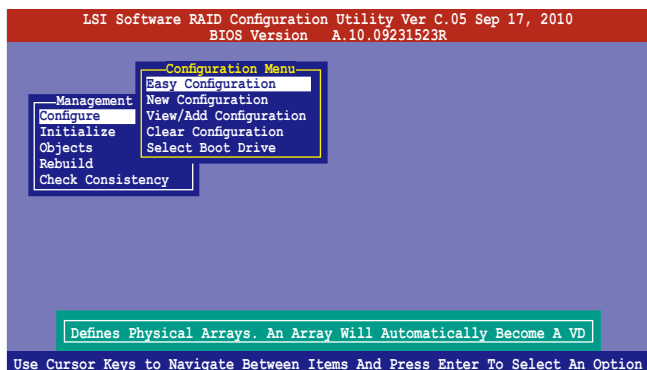 LSI Software RAID Configuration Utility Ver C.05 Sep 17, 2010
BIOS Version A.10.09231523R
Configuration Menu
Easy Configuration
New Configuration
View/Add Configuration
Clear Configuration
Select Boot Drive
Management
Configure
Initialize
Objects
Rebuild
Check Consistency
Defines Physical Arrays. An Array Will Automatically Become A VD
Use Cursor Keys to Navigate Between Items And Press Enter To Select An Option